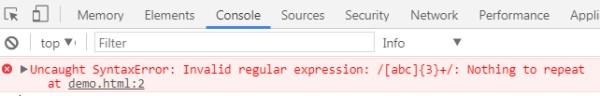 Memory Elements Console Sources Security Network Performance Appli
top Filter Info
Uncaught SyntaxError: Invalid regular expression: /[abc]{3}+/: Nothing to repeat
at demo.html:2